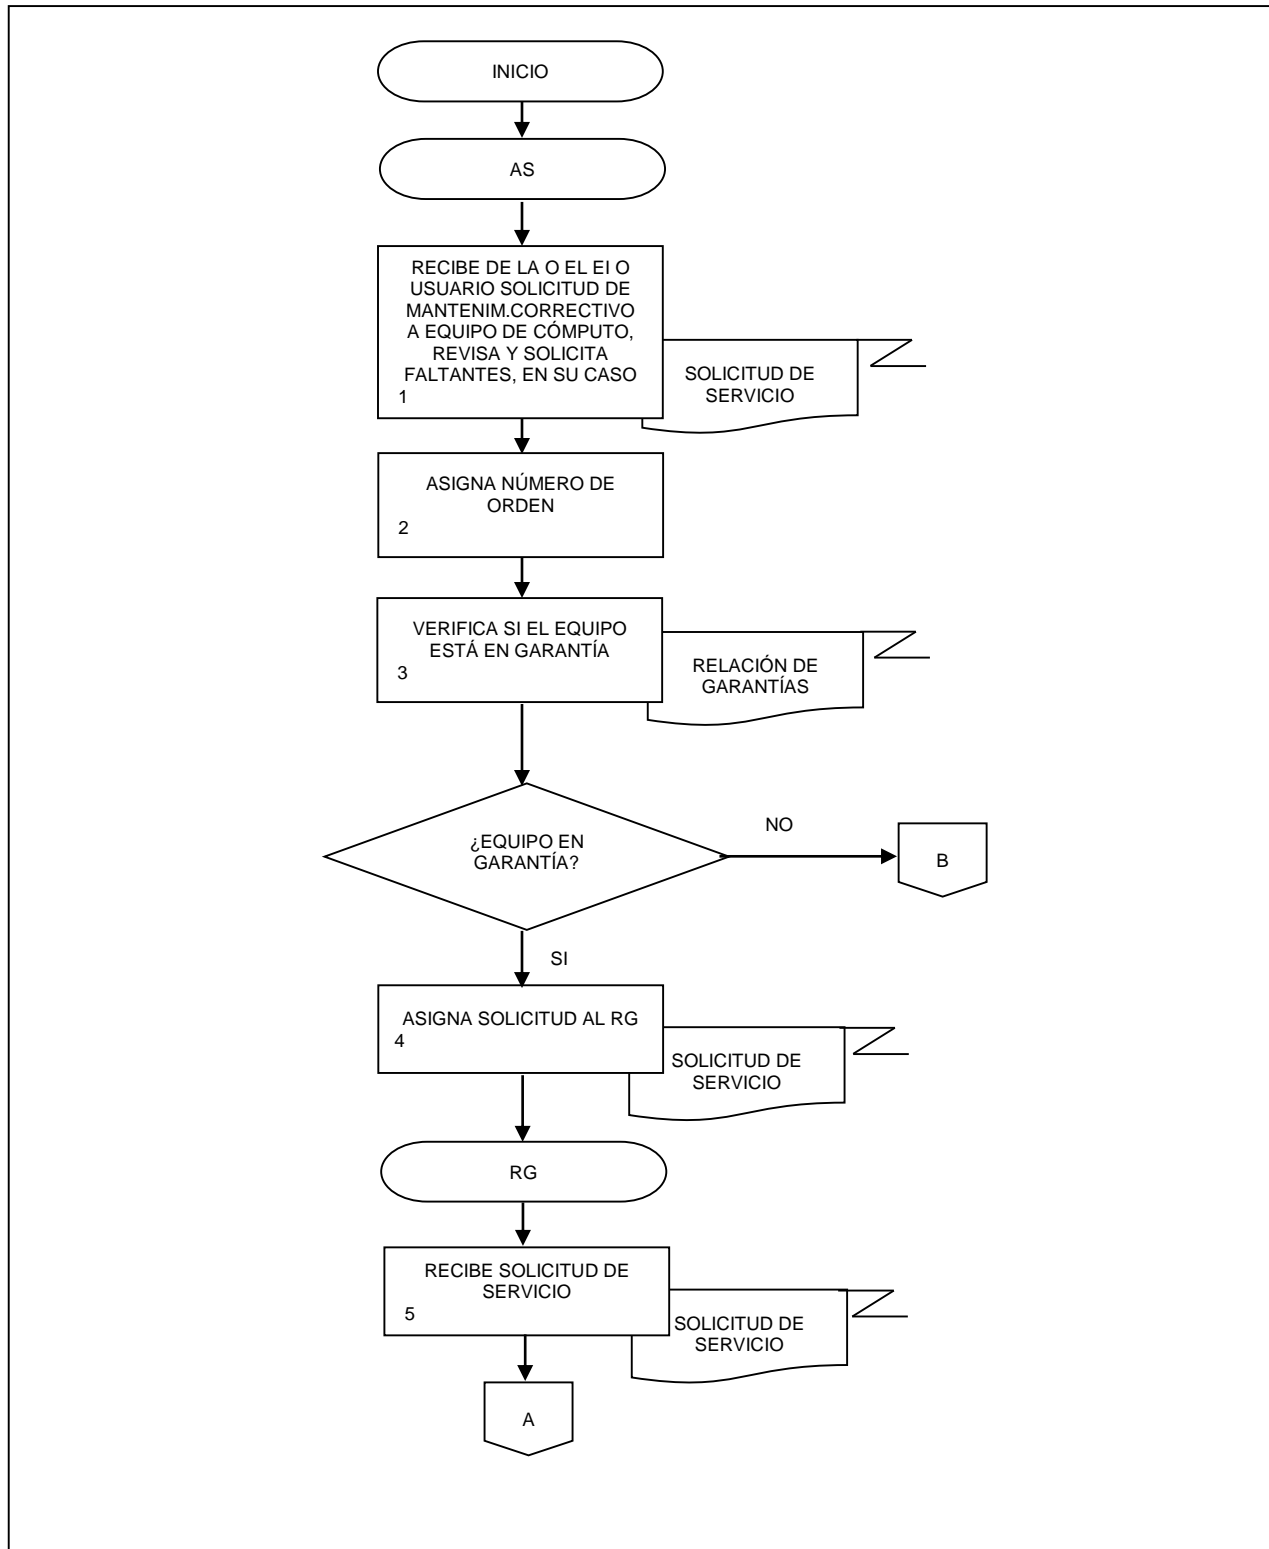 INICIO
AS
RECIBE DE LA O EL EI O
USUARIO SOLICITUD DE
MANTENIM.CORRECTIVO
A EQUIPO DE CÓMPUTO,
REVISA Y SOLICITA
FALTANTES, EN SU CASO
1
SOLICITUD DE
SERVICIO
ASIGNA NÚMERO DE
ORDEN
2
VERIFICA SI EL EQUIPO
ESTÁ EN GARANTÍA
3
RELACIÓN DE
GARANTÍAS
¿EQUIPO EN
GARANTÍA?
NO
B
SI
ASIGNA SOLICITUD AL RG
4
SOLICITUD DE
SERVICIO
RG
RECIBE SOLICITUD DE
SERVICIO
5
SOLICITUD DE
SERVICIO
A